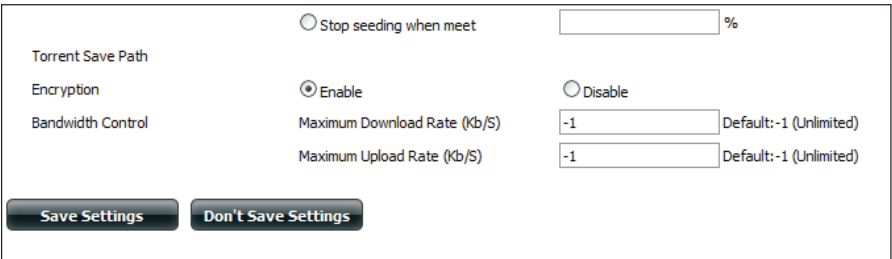 Stop seeding when meet %
Torrent Save Path
Encryption Enable Disable
Bandwidth Control Maximum Download Rate (Kb/S) -1 Default:-1 (Unlimited)
Maximum Upload Rate (Kb/S) -1 Default:-1 (Unlimited)
Save Settings Don't Save Settings